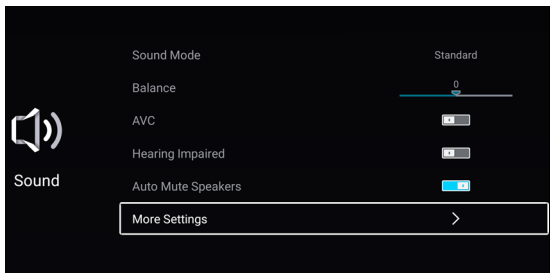 Sound Mode Standard
Balance 0
AVC
Hearing Impaired
Sound
Auto Mute Speakers
More Settings